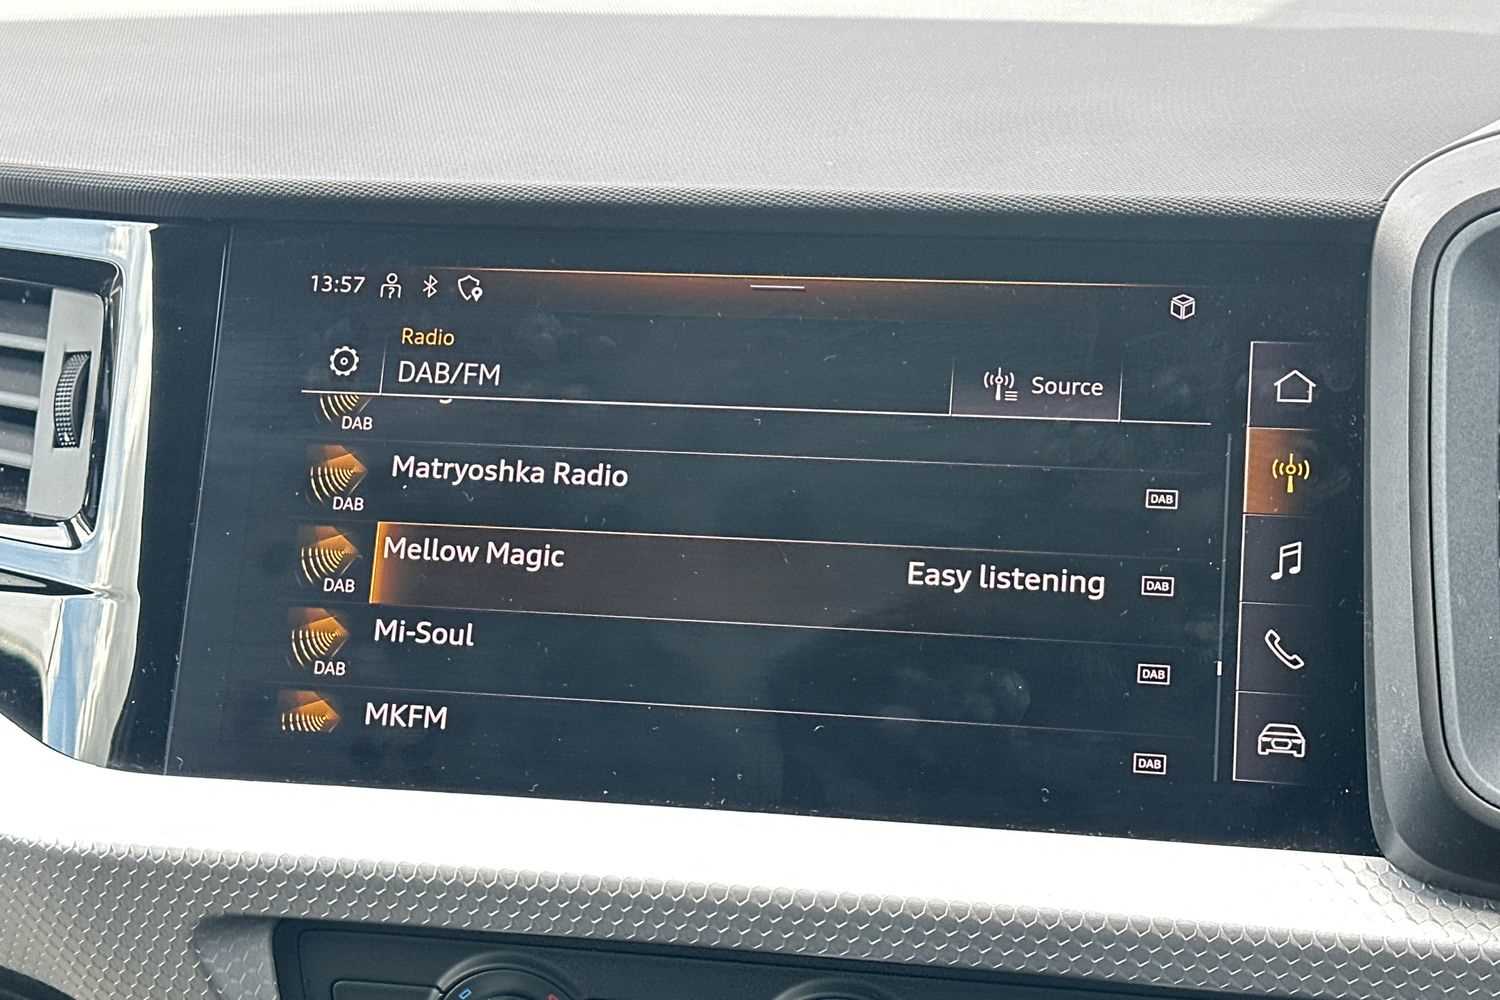 13:57
Radio
DAB/FM
Source
DAB
Matryoshka Radio
DAB
DAB
Mellow Magic
Easy listening
DAB
DAB
Mi-Soul
DAB
DAB
MKFM
DAB